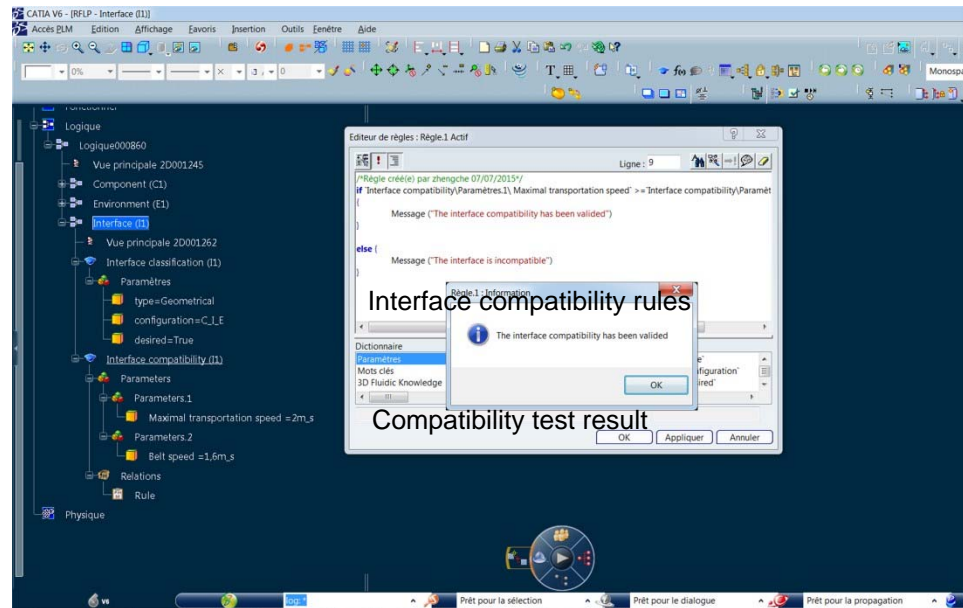 CATIA V6 - [RFLP - Interface (I1)]
Accès PLM Edition Affichage Favoris Insertion Outils Fenêtre Aide
0% 3 0 Monospa
Logique
Logique000860
Vue principale 2D001245
Component (C1)
Environment (E1)
Interface (I1)
Vue principale 2D001262
Interface classification (I1)
Paramètres
type=Geometrical
configuration=C_I_E
desired=True
Interface compatibility (I1)
Parameters
Parameters.1
Maximal transportation speed =2m_s
Parameters.2
Belt speed =1,6m_s
Relations
Rule
Physique
Editeur de règles : Règle.1 Actif
Ligne : 9
/*Règle créé(e) par zhengche 07/07/2015*/
if `Interface compatibility\Paramètres.1\ Maximal transportation speed` >=`Interface compatibility\Paramèt
{
Message ("The interface compatibility has been valided")
}
else {
Message ("The interface is incompatible")
}
Interface compatibility rules
Règle.1 : Information
The interface compatibility has been valided
OK
Dictionnaire
Paramètres
Mots clés
3D Fluidic Knowledge
e`
figuration`
ired`
Compatibility test result
OK Appliquer Annuler
V6
log: *
Prêt pour la sélection
Prêt pour le dialogue
Prêt pour la propagation